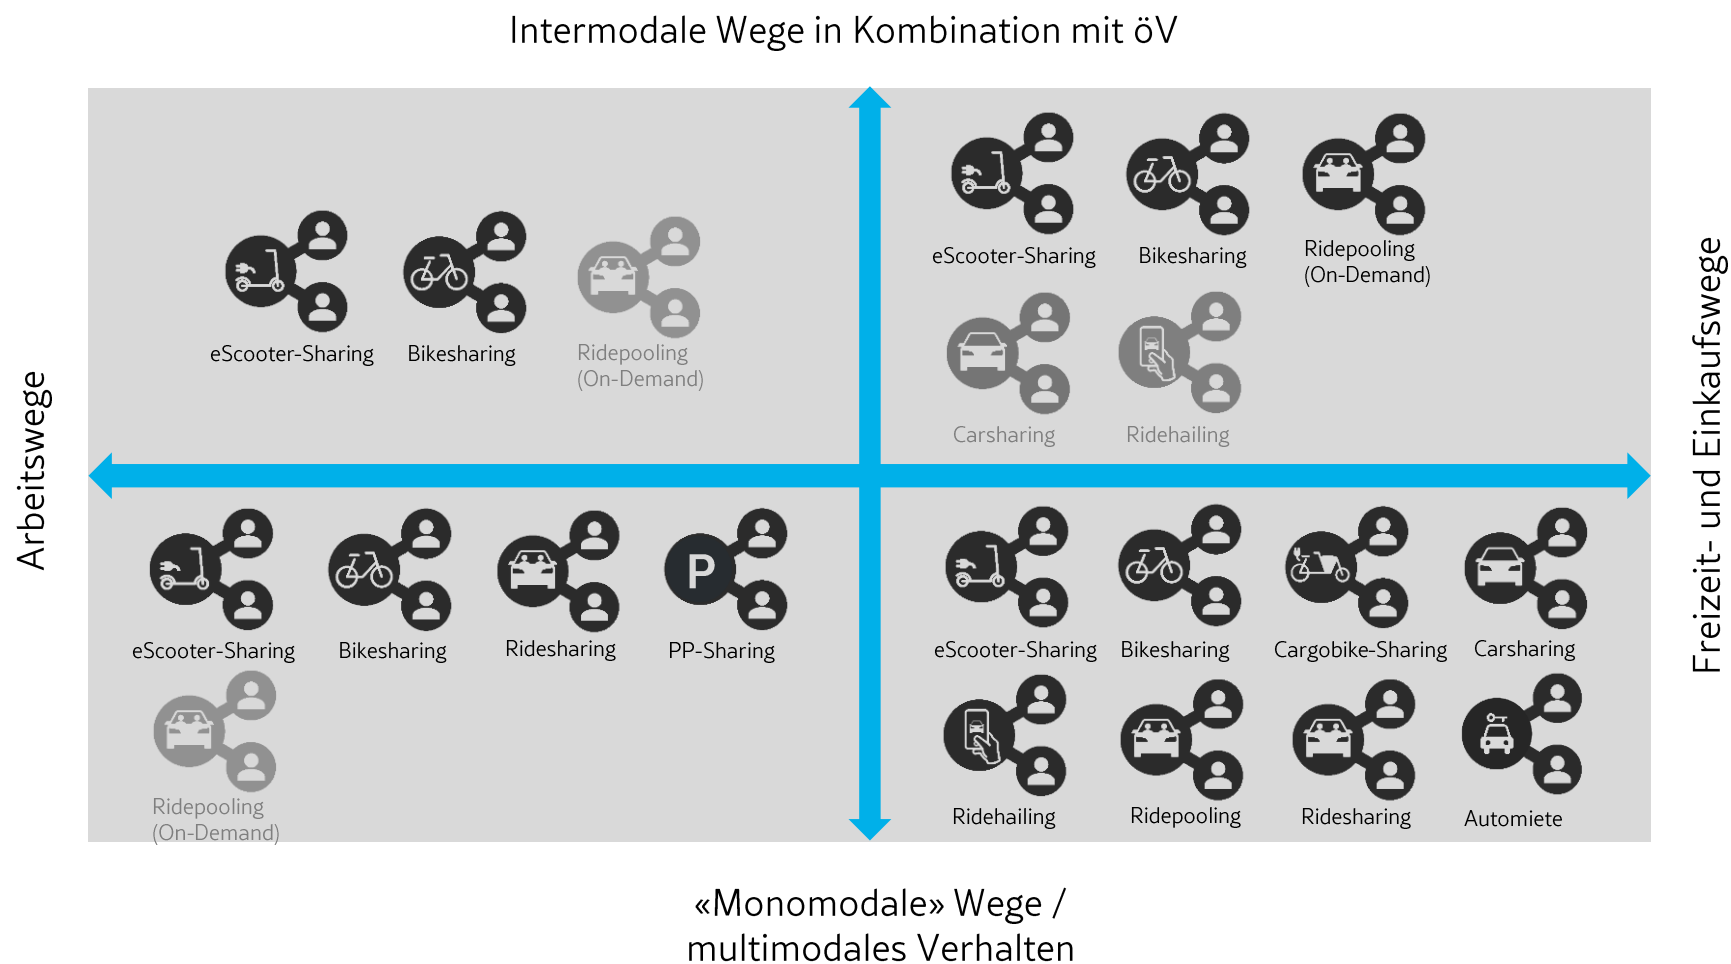 Intermodale Wege in Kombination mit öV
Arbeitswege
Freizeit- und Einkaufswege
eScooter-Sharing
Bikesharing
Ridepooling
(On-Demand)
eScooter-Sharing
Bikesharing
Ridepooling
(On-Demand)
Carsharing
Ridehailing
eScooter-Sharing
Bikesharing
Ridesharing
P
PP-Sharing
Ridepooling
(On-Demand)
eScooter-Sharing
Bikesharing
Cargobike-Sharing
Carsharing
Ridehailing
Ridepooling
Ridesharing
Automiete
«Monomodale» Wege /
multimodales Verhalten